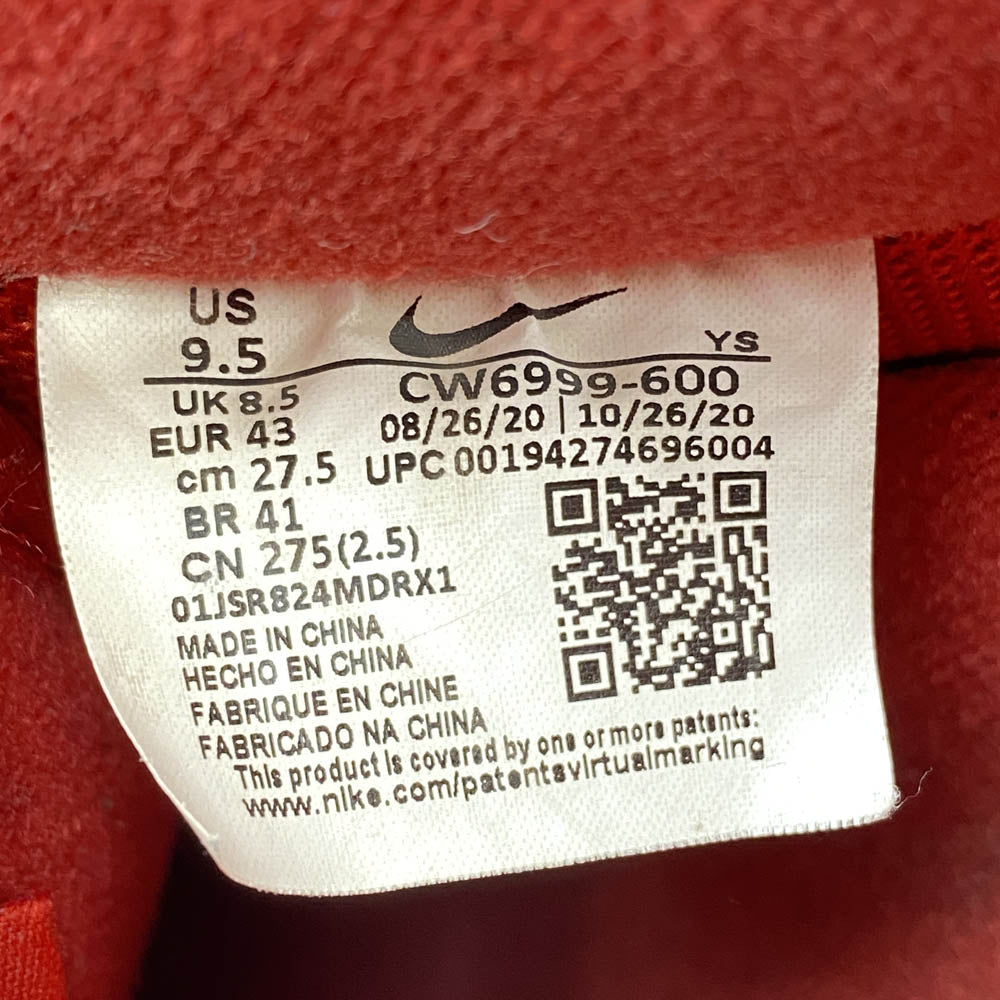 US
9.5
YS
UK 8.5
CW6999-600
EUR 43
08/26/20 | 10/26/20
cm 27.5
UPC 00194274696004
BR 41
CN 275(2.5)
01JSR824MDRX1
MADE IN CHINA
HECHO EN CHINA
FABRIQUE EN CHINE
FABRICADO NA CHINA
This product is covered by one or more patents:
www.nike.com/patentsvirtualmarking